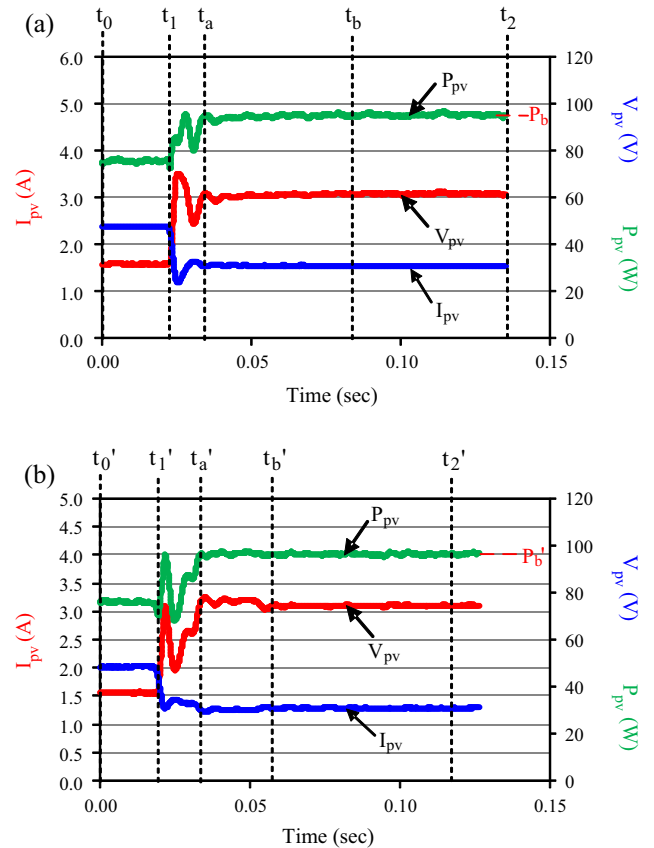 (a)
t0 t1 ta tb t2
6.0 120
5.0 100
4.0 80
3.0 60
2.0 40
1.0 20
0.0 0
Ppv
Pb
Vpv
Ipv
Ipv (A)
Vpv (V)
Ppv (W)
0.00 0.05 0.10 0.15
Time (sec)
(b)
t0' t1' ta' tb' t2'
5.0 120
4.5
4.0 100
3.5
3.0 80
2.5 60
2.0
1.5 40
1.0
0.5 20
0.0 0
Ppv
Pb'
Vpv
Ipv
Ipv (A)
Vpv (V)
Ppv (W)
0.00 0.05 0.10 0.15
Time (sec)